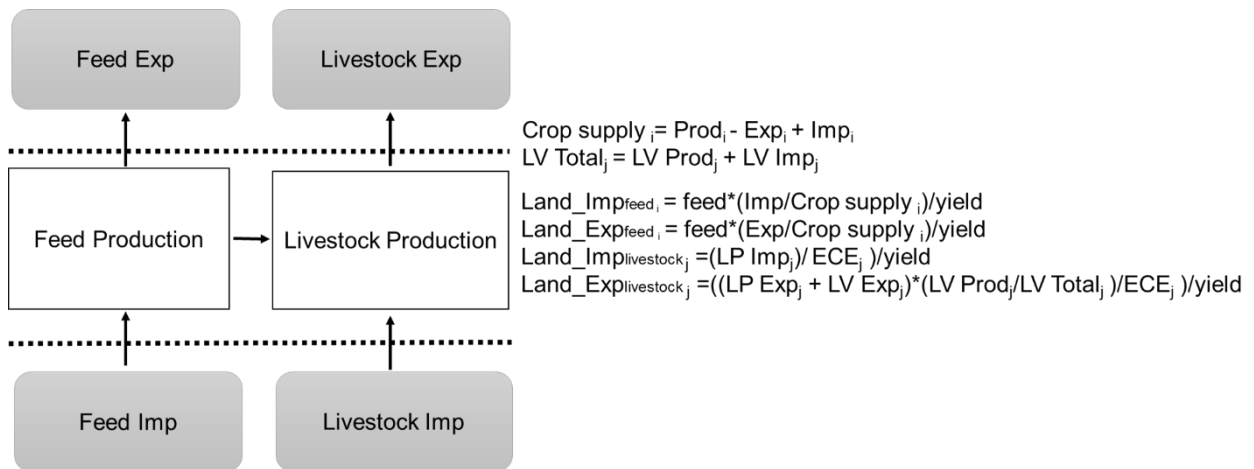 Feed Exp
Livestock Exp
Crop supply i= Prodi - Expi + Impi
LV Totalj = LV Prodj + LV Impj
Feed Production
Livestock Production
Land_Impfeed i = feed*(Imp/Crop supply i)/yield
Land_Expfeed i = feed*(Exp/Crop supply i)/yield
Land_Implivestock j =(LP Impj)/ ECEj )/yield
Land_Explivestock j =((LP Expj + LV Expj)*(LV Prodj/LV Totalj )/ECEj )/yield
Feed Imp
Livestock Imp